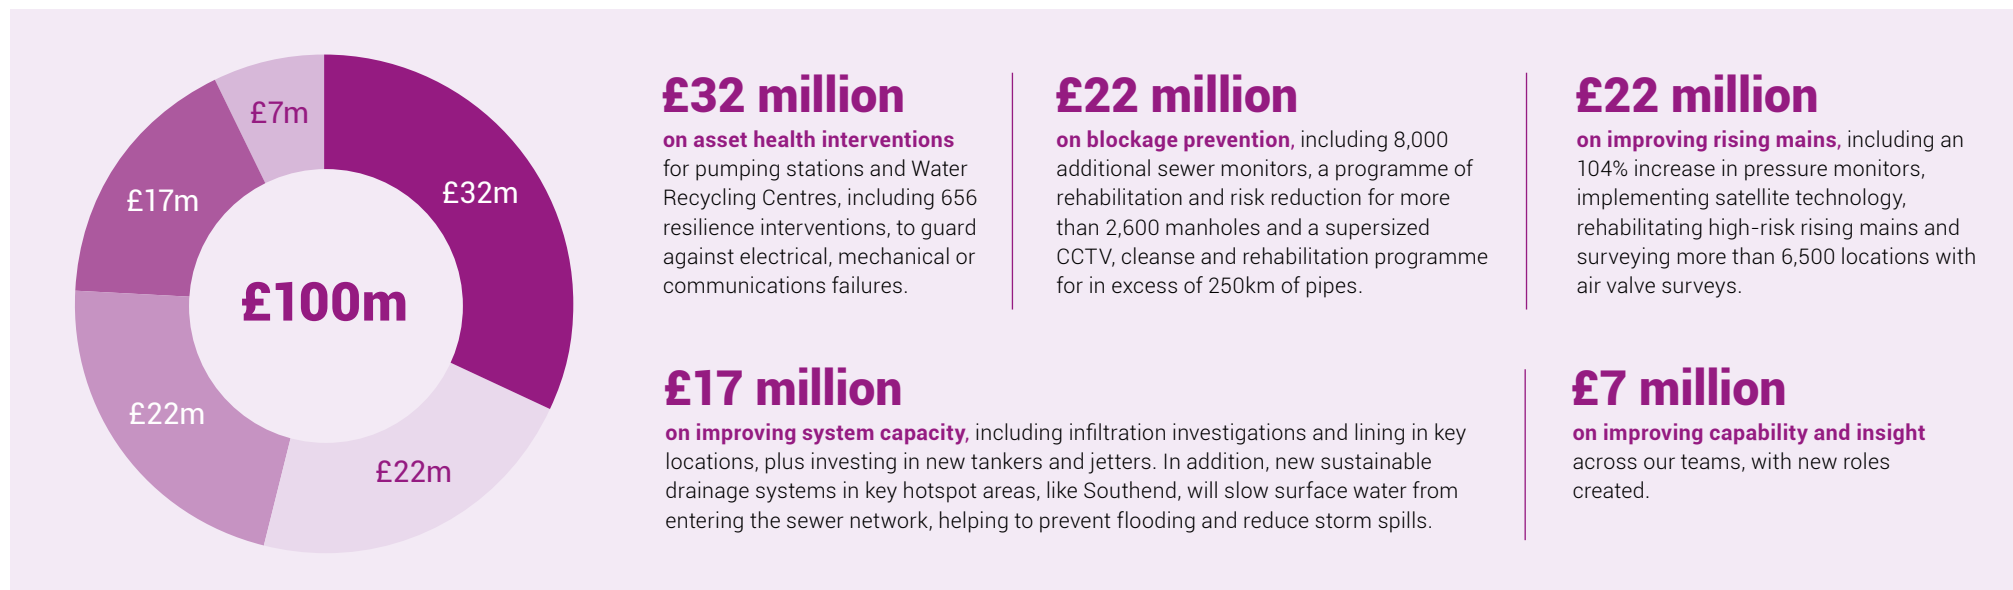 £7m
£32m
£17m
£100m
£22m
£22m
£32 million
on asset health interventions
for pumping stations and Water
Recycling Centres, including 656
resilience interventions, to guard
against electrical, mechanical or
communications failures.
£22 million
on blockage prevention, including 8,000
additional sewer monitors, a programme of
rehabilitation and risk reduction for more
than 2,600 manholes and a supersized
CCTV, cleanse and rehabilitation programme
for in excess of 250km of pipes.
£22 million
on improving rising mains, including an
104% increase in pressure monitors,
implementing satellite technology,
rehabilitating high-risk rising mains and
surveying more than 6,500 locations with
air valve surveys.
£17 million
on improving system capacity, including infiltration investigations and lining in key
locations, plus investing in new tankers and jetters. In addition, new sustainable
drainage systems in key hotspot areas, like Southend, will slow surface water from
entering the sewer network, helping to prevent flooding and reduce storm spills.
£7 million
on improving capability and insight
across our teams, with new roles
created.